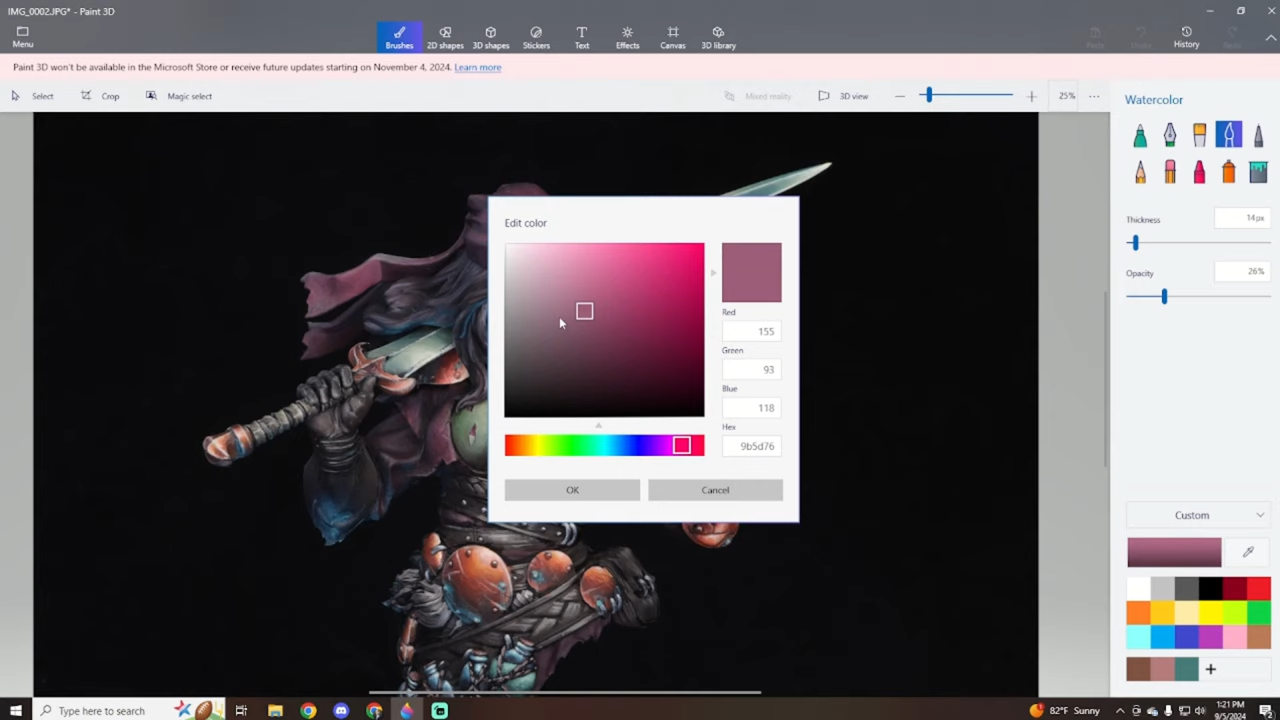 IMG_0002.JPG* - Paint 3D
Menu
Brushes
2D shapes
3D shapes
Stickers
Text
Effects
Canvas
3D library
Paste
Undo
History
Redo
Paint 3D won't be available in the Microsoft Store or receive future updates starting on November 4, 2024. Learn more
Select
Crop
Magic select
Mixed reality
3D view
25%
Watercolor
Thickness
14px
Opacity
26%
Edit color
Red
155
Green
93
Blue
118
Hex
9b5d76
OK
Cancel
Custom
Type here to search
82°F Sunny
1:21 PM
9/5/2024